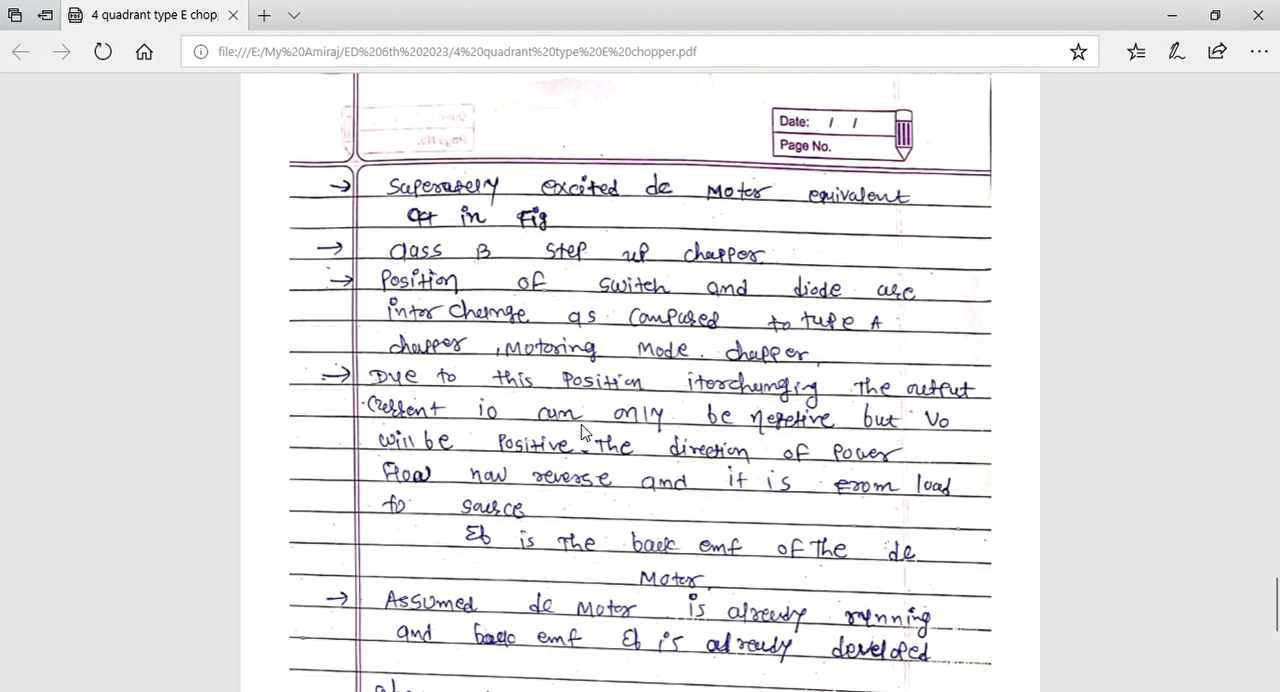 4 quadrant type E chop
file:///E:/My%20Amiraj/ED%206th%202023/4%20quadrant%20type%20E%20chopper.pdf
Date: / /
Page No.
→ Superately excited dc Motor equivalent
ckt in Fig
→ Class B Step up chopper.
→ Position of switch and diode are
interchange as compared to type A
chopper, Motoring Mode. chopper.
→ Due to this Position iterchanging the output
Current io can only be negetive but Vo
will be Positive. The direction of Power
Flow now reverse and it is From load
to source
Eb is the back emf of The dc
Motor.
→ Assumed dc Motor is already running
and back emf Eb is already developed